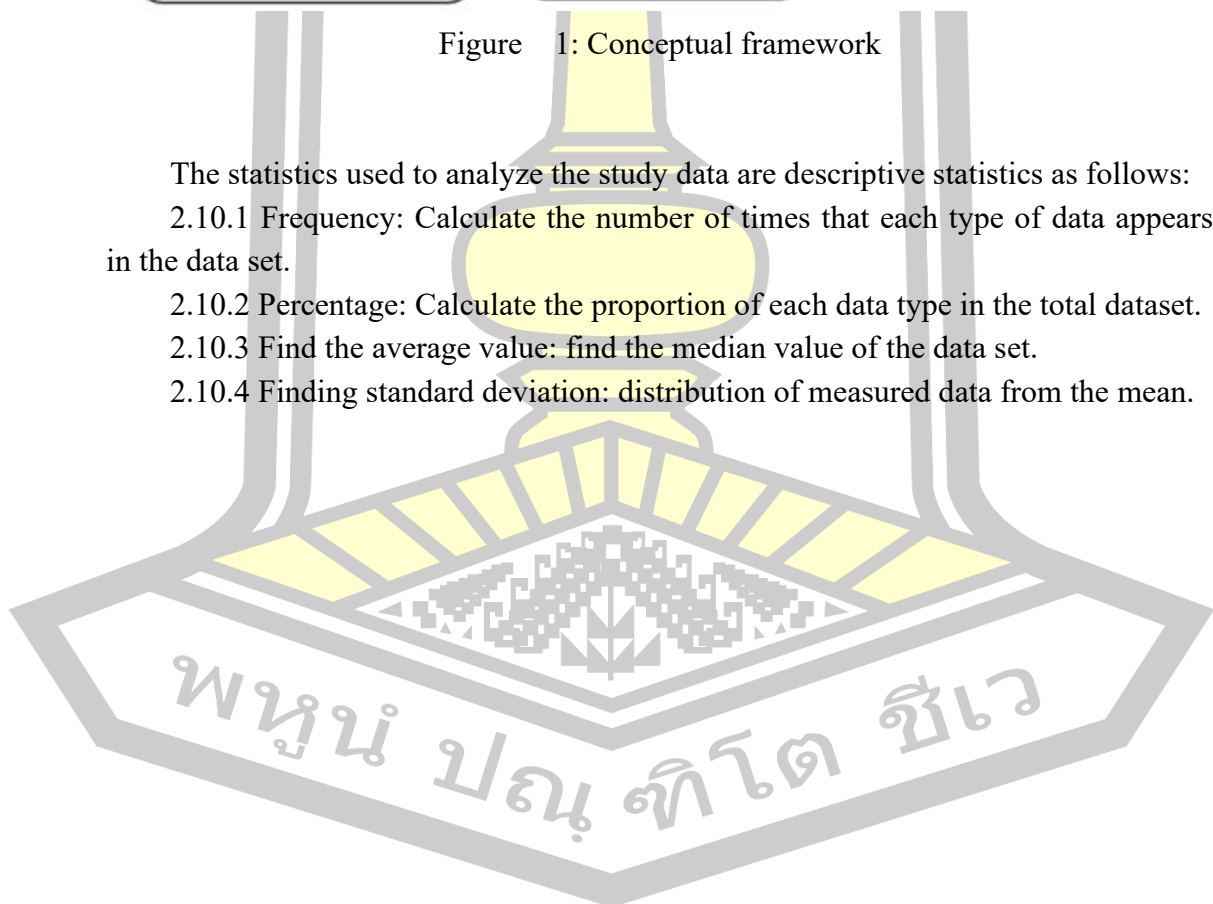 Figure 1: Conceptual framework
The statistics used to analyze the study data are descriptive statistics as follows:
2.10.1 Frequency: Calculate the number of times that each type of data appears
in the data set.
2.10.2 Percentage: Calculate the proportion of each data type in the total dataset.
2.10.3 Find the average value: find the median value of the data set.
2.10.4 Finding standard deviation: distribution of measured data from the mean.
พหูนํ ปณฺฑิโต ชีเว